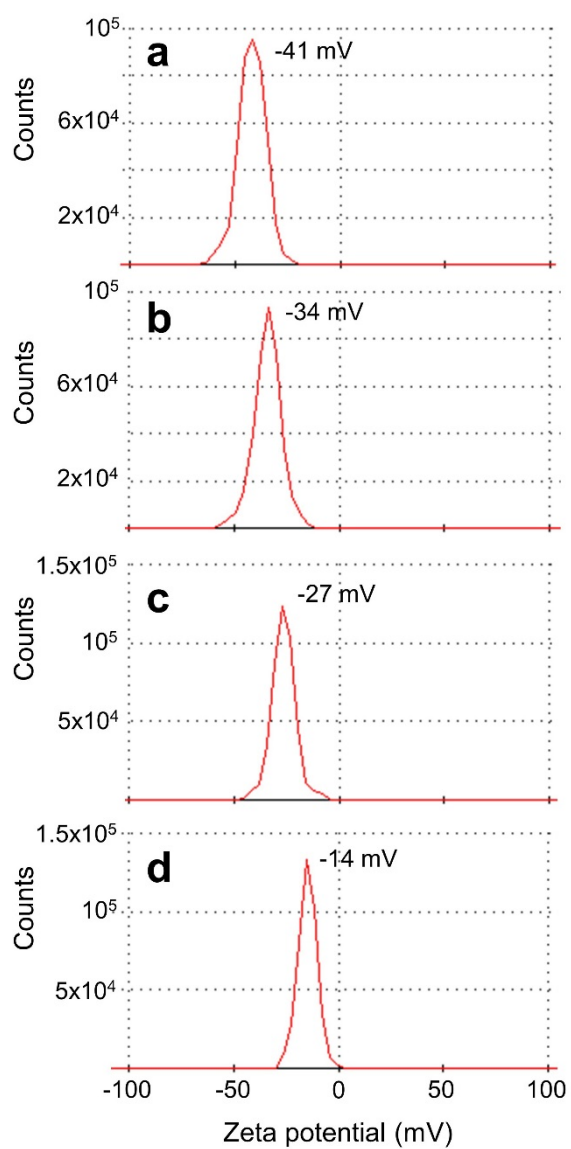 a
-41 mV
10⁵
6x10⁴
2x10⁴
Counts
b
-34 mV
10⁵
6x10⁴
2x10⁴
Counts
c
-27 mV
1.5x10⁵
10⁵
5x10⁴
Counts
d
-14 mV
1.5x10⁵
10⁵
5x10⁴
Counts
-100 -50 0 50 100
Zeta potential (mV)